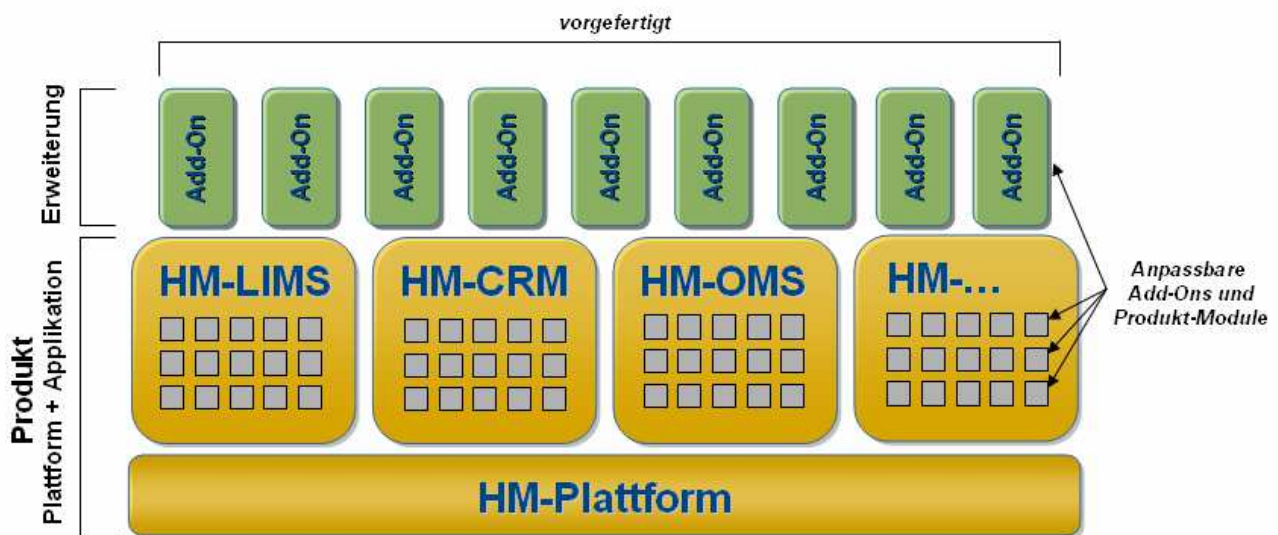 vorgefertigt
Erweiterung
Add-On
Add-On
Add-On
Add-On
Add-On
Add-On
Add-On
Add-On
Add-On
Produkt
Plattform + Applikation
HM-LIMS
HM-CRM
HM-OMS
HM-...
Anpassbare
Add-Ons und
Produkt-Module
HM-Plattform